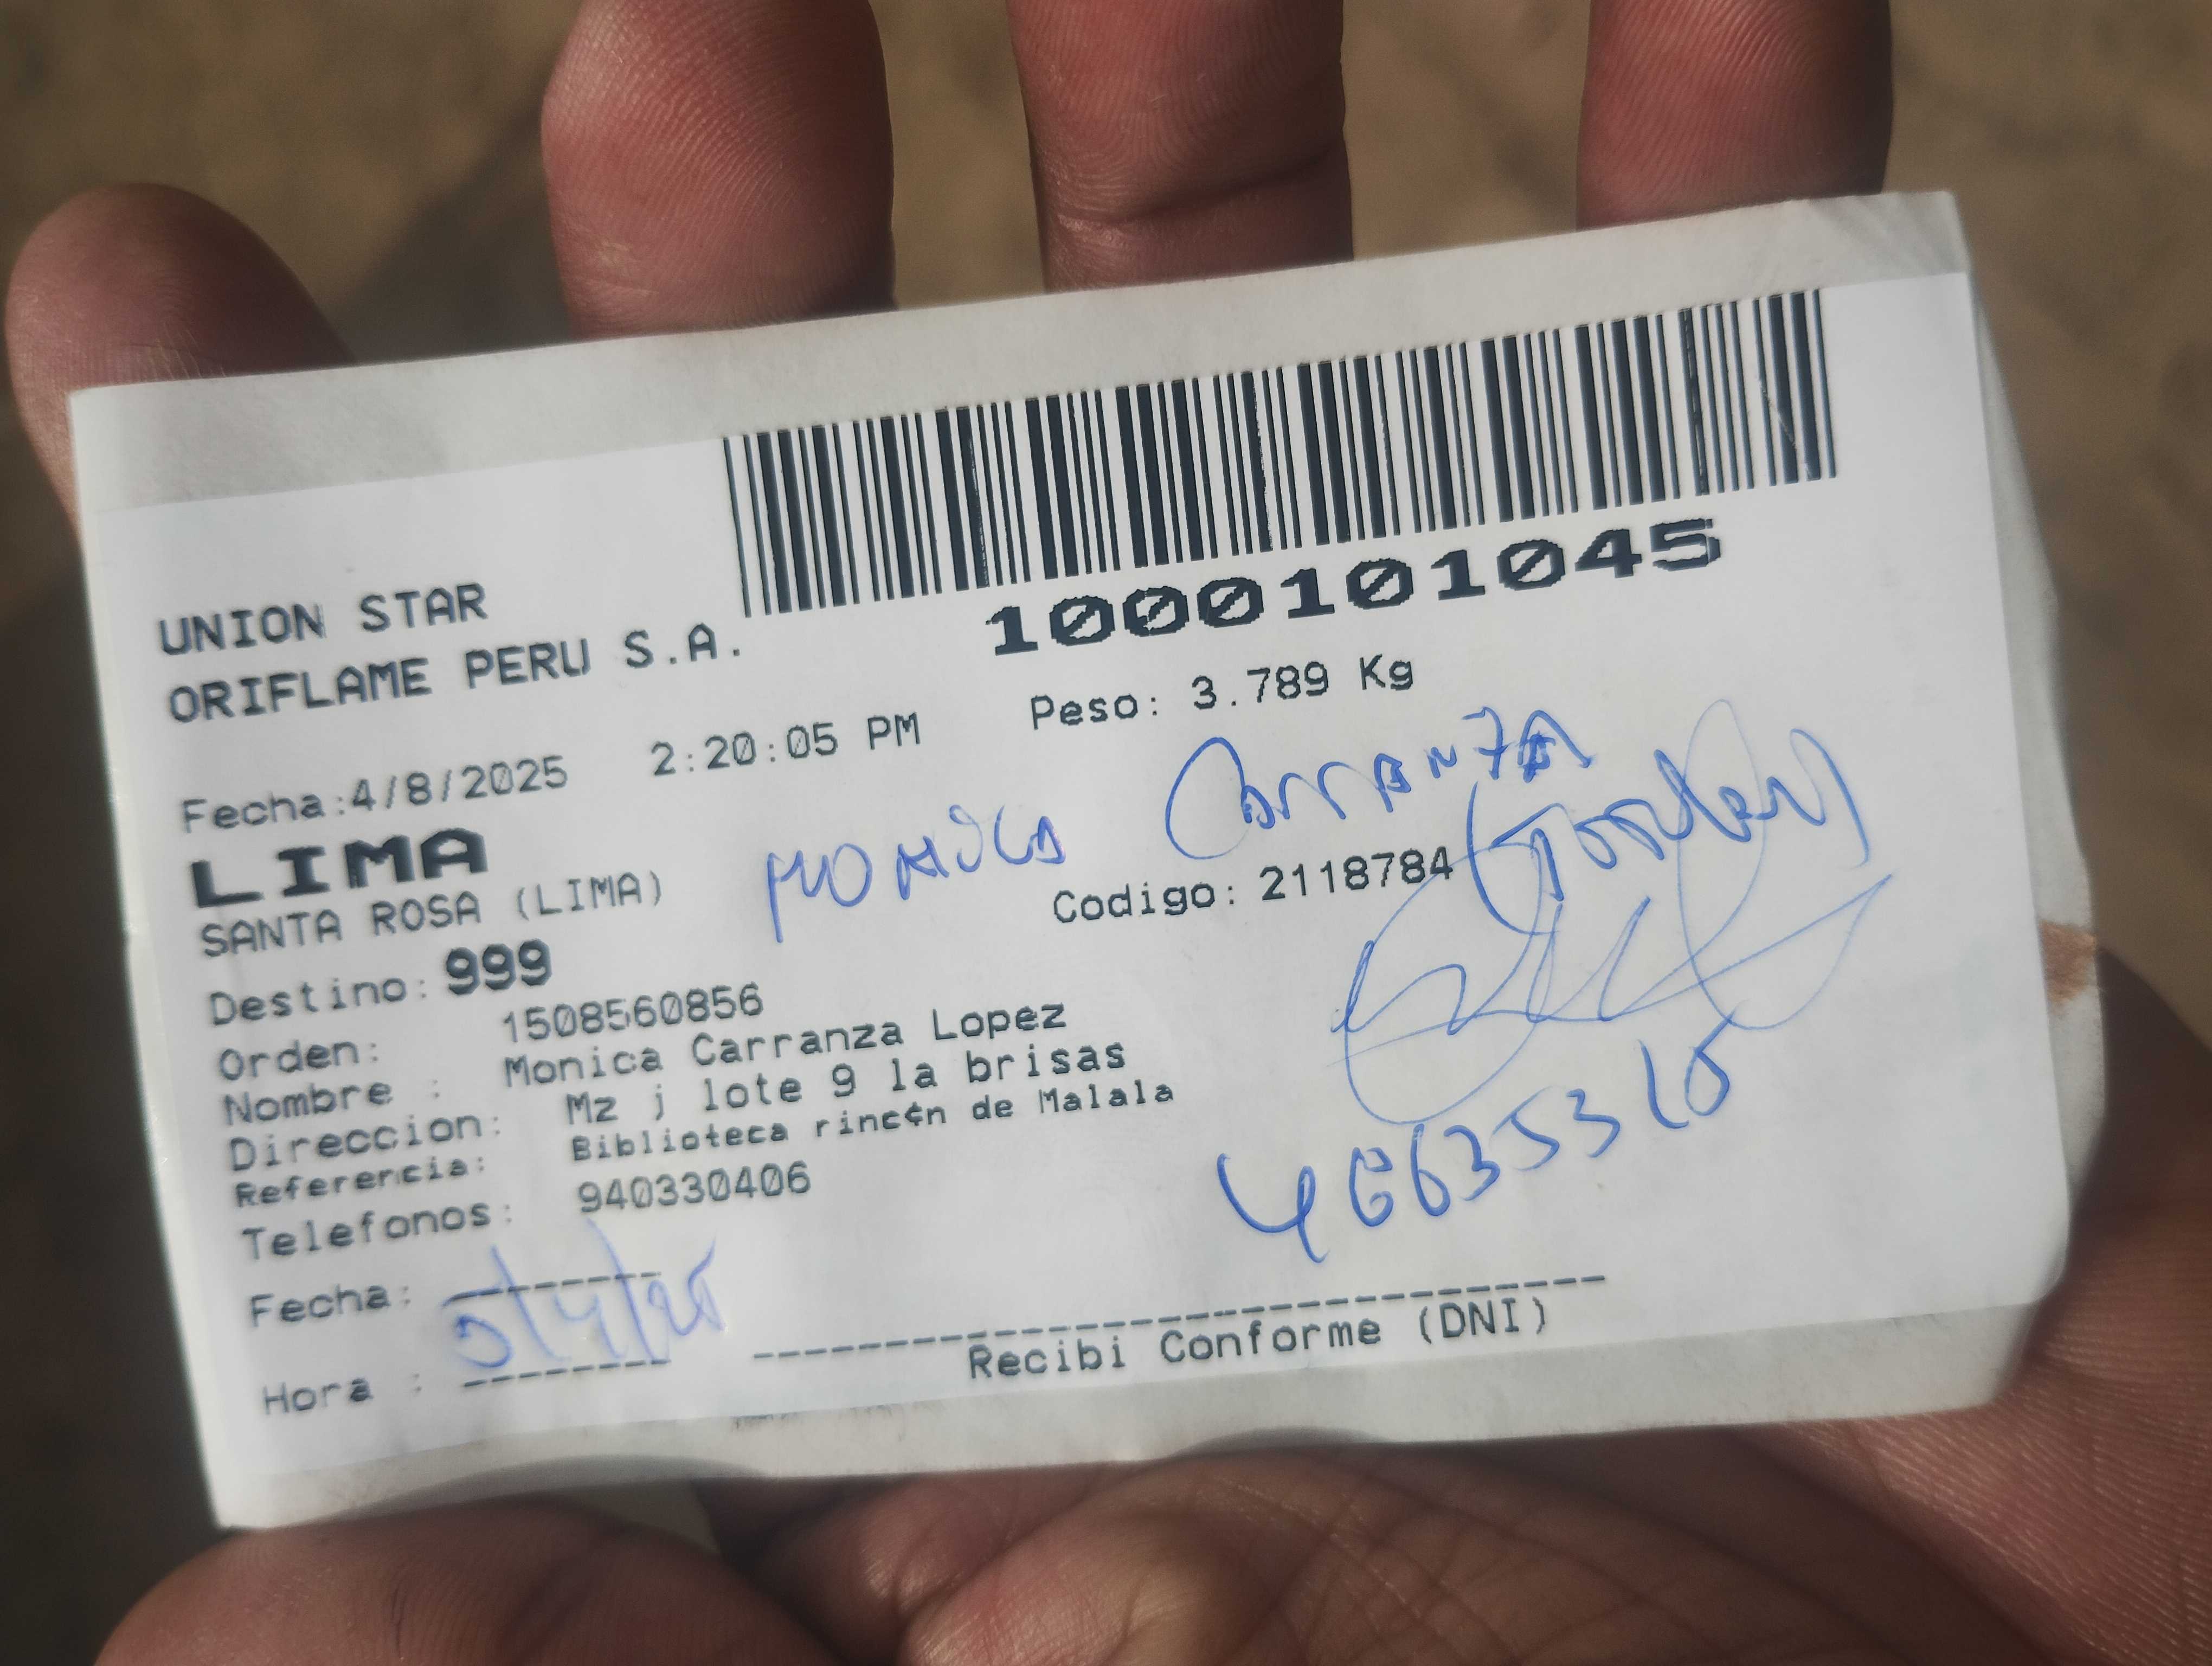 1000101045
UNION STAR
ORIFLAME PERU S.A.
Peso: 3.789 Kg
Fecha:4/8/2025 2:20:05 PM
MONICA CARRANZA
LIMA
SANTA ROSA (LIMA)
Codigo: 2118784
Destino: 999
Orden: 1508560856
Nombre : Monica Carranza Lopez
Direccion: Mz j lote 9 la brisas
Referencia: Biblioteca rinc¢n de Malala
Telefonos: 940330406
Fecha:
Hora :
Recibi Conforme (DNI)